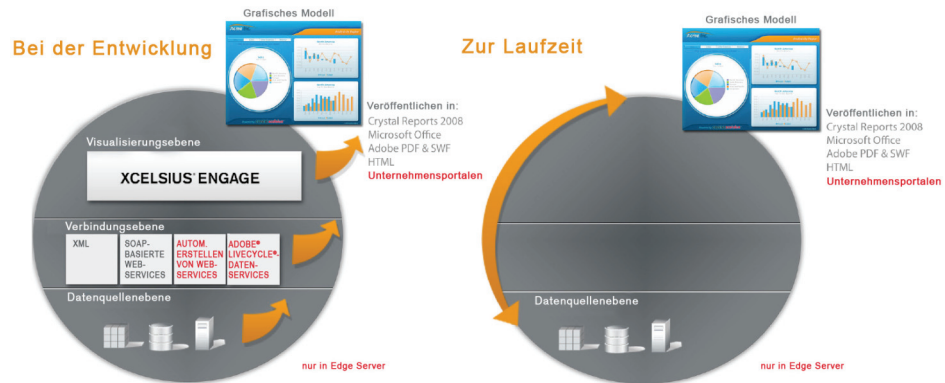 Grafisches Modell
Bei der Entwicklung
Veröffentlichen in:
Crystal Reports 2008
Microsoft Office
Adobe PDF & SWF
HTML
Unternehmensportalen
Visualisierungsebene
XCELSIUS® ENGAGE
Verbindungsebene
XML
SOAP-
BASIERTE
WEB-
SERVICES
AUTOM.
ERSTELLEN
VON WEB-
SERVICES
ADOBE®
LIVECYCLE®-
DATEN-
SERVICES
Datenquellenebene
nur in Edge Server
Grafisches Modell
Zur Laufzeit
Veröffentlichen in:
Crystal Reports 2008
Microsoft Office
Adobe PDF & SWF
HTML
Unternehmensportalen
Datenquellenebene
nur in Edge Server